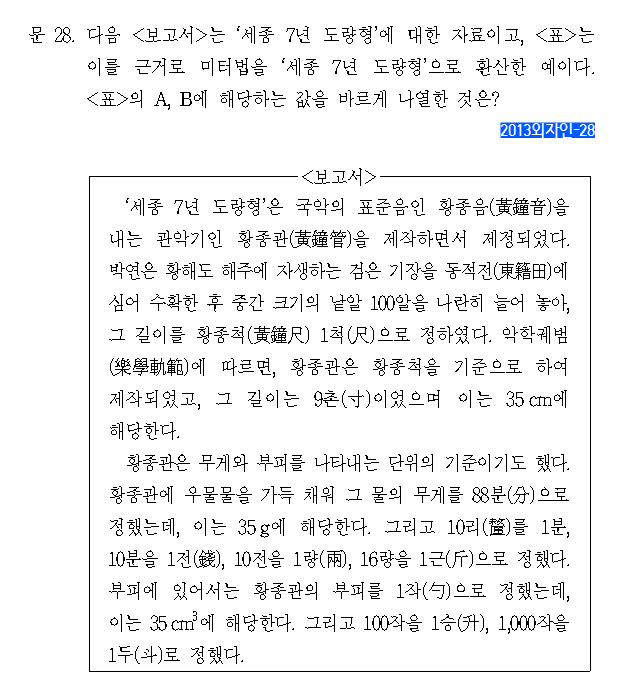 문 28. 다음 <보고서>는 ‘세종 7년 도량형’에 대한 자료이고, <표>는
이를 근거로 미터법을 ‘세종 7년 도량형’으로 환산한 예이다.
<표>의 A, B에 해당하는 값을 바르게 나열한 것은?
2013외자인-28
<보고서>
‘세종 7년 도량형’은 국악의 표준음인 황종음(黃鐘音)을
내는 관악기인 황종관(黃鐘管)을 제작하면서 제정되었다.
박연은 황해도 해주에 자생하는 검은 기장을 동적전(東籍田)에
심어 수확한 후 중간 크기의 낱알 100알을 나란히 늘어 놓아,
그 길이를 황종척(黃鐘尺) 1척(尺)으로 정하였다. 악학궤범
(樂學軌範)에 따르면, 황종관은 황종척을 기준으로 하여
제작되었고, 그 길이는 9촌(寸)이었으며 이는 35 cm에
해당한다.
황종관은 무게와 부피를 나타내는 단위의 기준이기도 했다.
황종관에 우물물을 가득 채워 그 물의 무게를 88분(分)으로
정했는데, 이는 35 g에 해당한다. 그리고 10리(釐)를 1분,
10분을 1전(錢), 10전을 1량(兩), 16량을 1근(斤)으로 정했다.
부피에 있어서는 황종관의 부피를 1작(勺)으로 정했는데,
이는 35 cm³에 해당한다. 그리고 100작을 1승(升), 1,000작을
1두(斗)로 정했다.